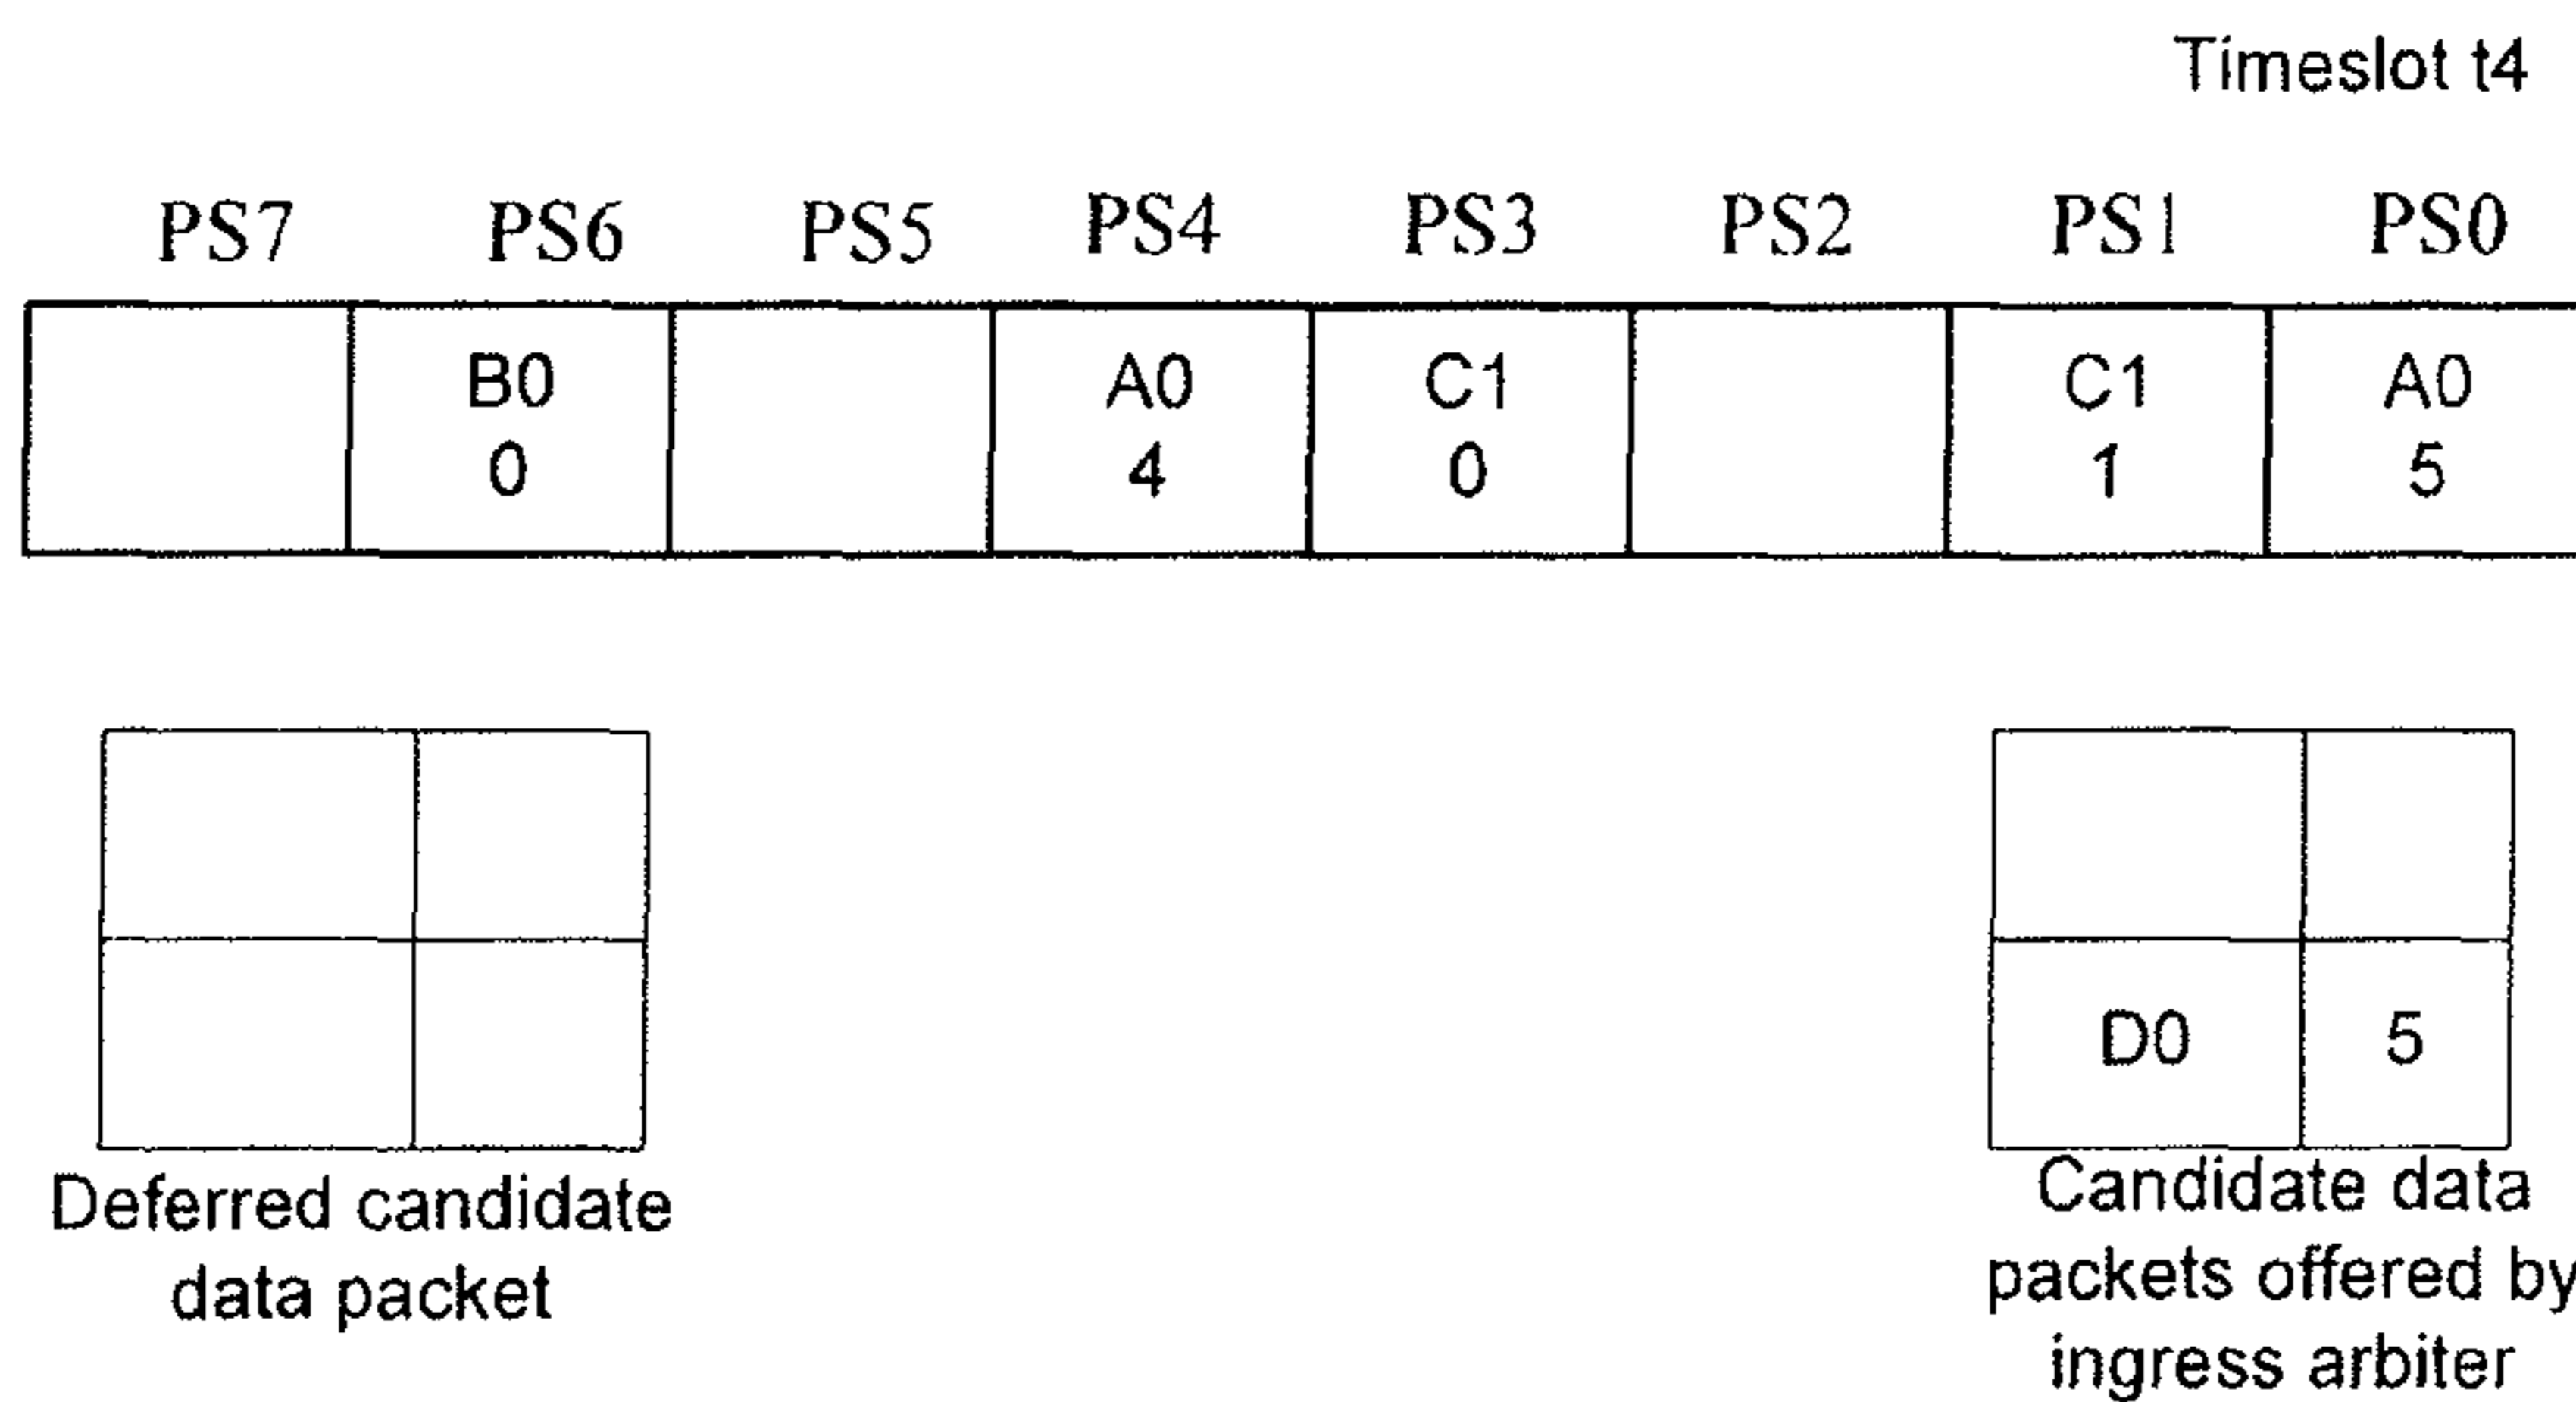 Timeslot t4
PS7 PS6 PS5 PS4 PS3 PS2 PS1 PS0
B0 A0 C1 C1 A0
0 4 0 1 5
D0 5
Deferred candidate
data packet
Candidate data
packets offered by
ingress arbiter